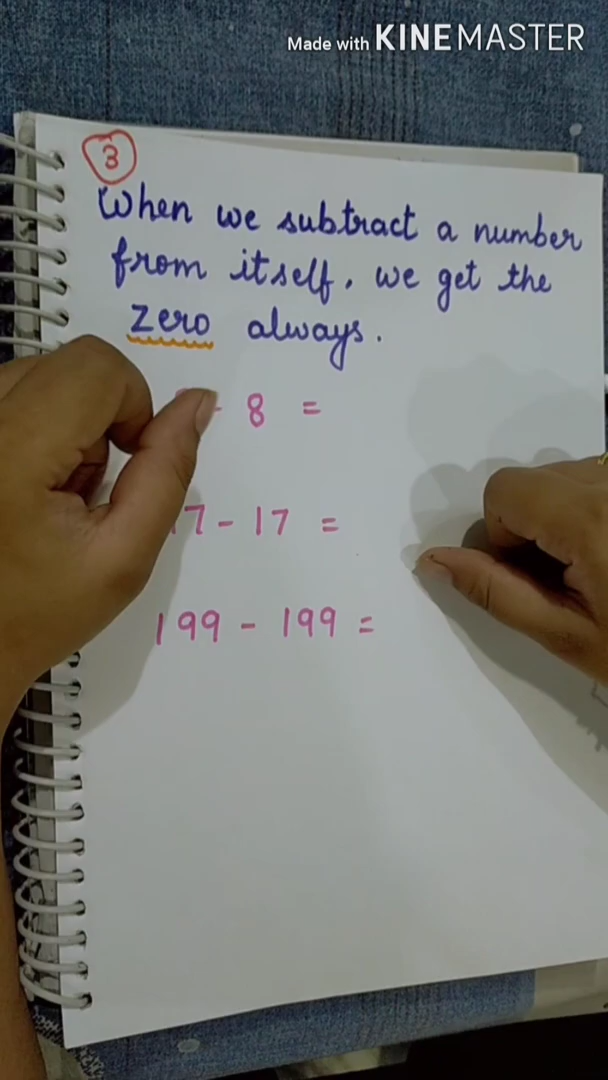 Made with KINEMASTER
3
When we subtract a number
from itself, we get the
zero always.
- 8 =
17 - 17 =
199 - 199 =